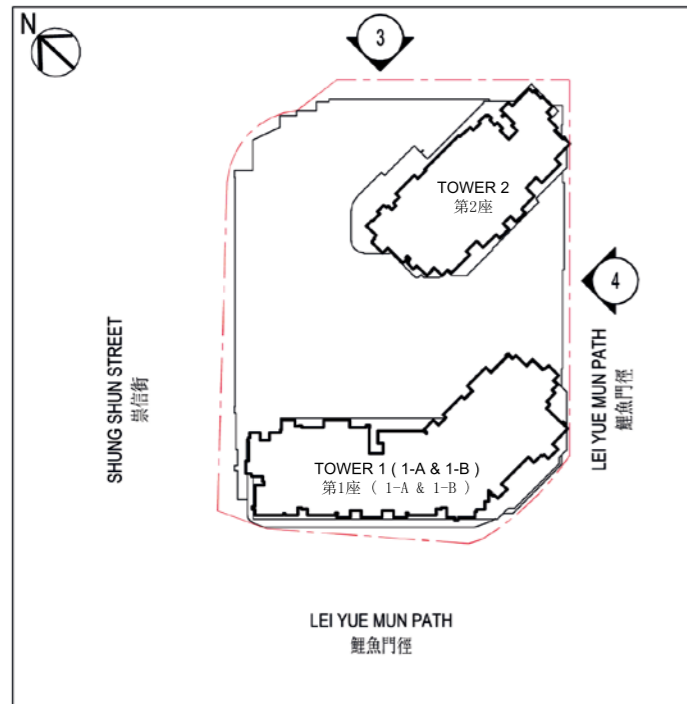 N
3
TOWER 2
第2座
4
SHUNG SHUN STREET
崇信街
LEI YUE MUN PATH
鯉魚門徑
TOWER 1 ( 1-A & 1-B )
第1座 ( 1-A & 1-B )
LEI YUE MUN PATH
鯉魚門徑